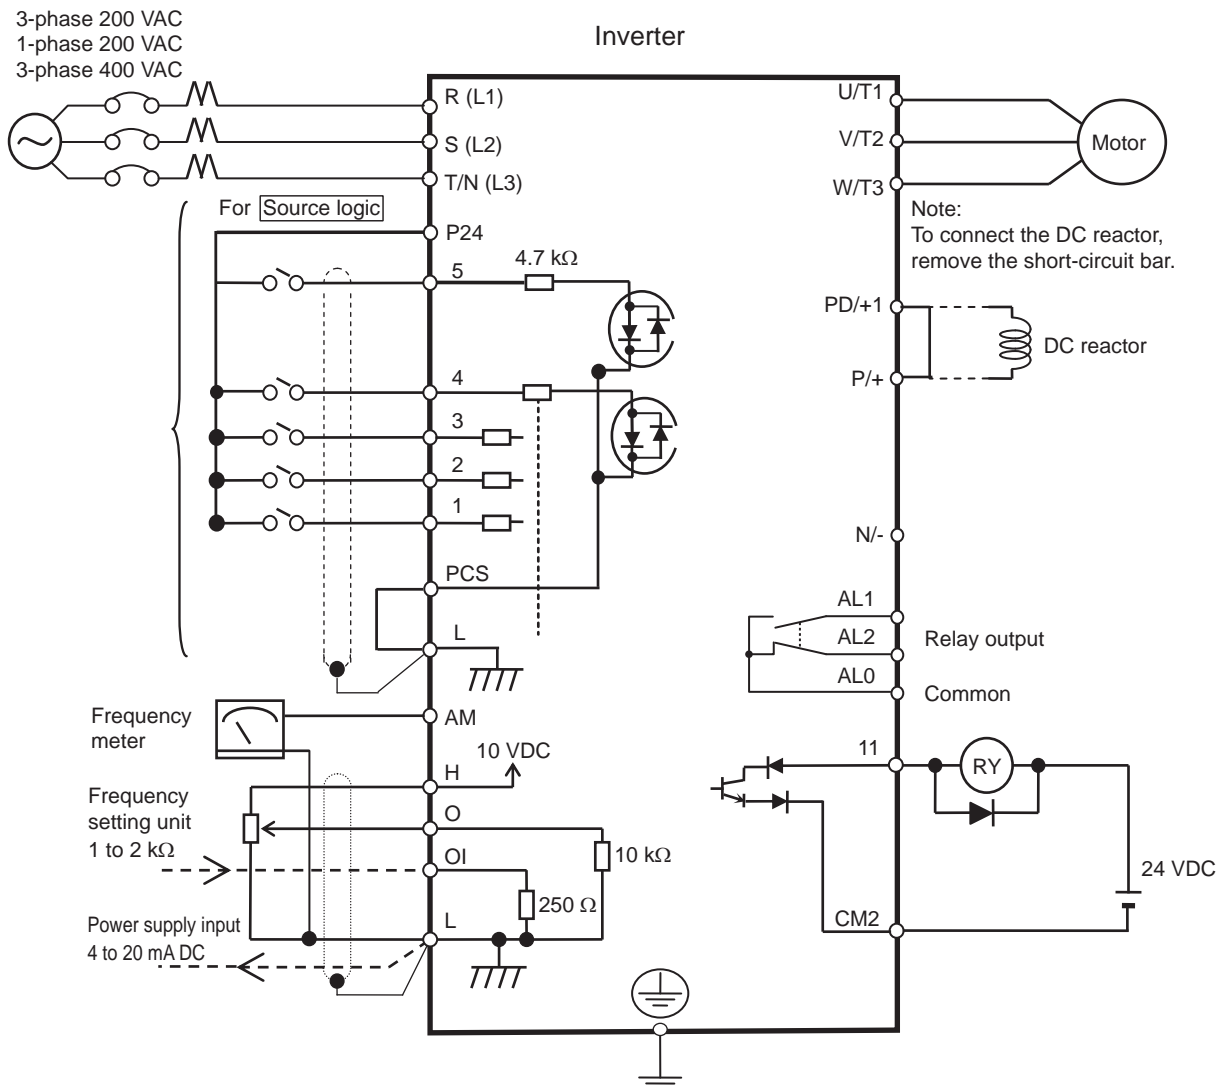 3-phase 200 VAC
1-phase 200 VAC
3-phase 400 VAC
Inverter
R (L1)
S (L2)
T/N (L3)
U/T1
V/T2
W/T3
Motor
For Source logic
P24
5
4.7 kΩ
4
3
2
1
PCS
L
Note:
To connect the DC reactor,
remove the short-circuit bar.
PD/+1
P/+
DC reactor
N/-
AL1
AL2
AL0
Relay output
Common
Frequency
meter
AM
10 VDC
H
Frequency
setting unit
1 to 2 kΩ
O
OI
10 kΩ
250 Ω
L
Power supply input
4 to 20 mA DC
11
RY
24 VDC
CM2